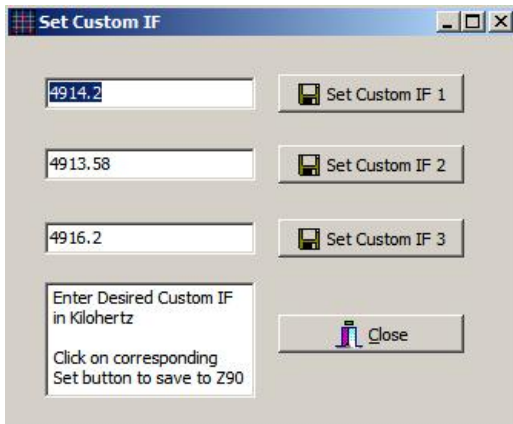 Set Custom IF
4914.2
Set Custom IF 1
4913.58
Set Custom IF 2
4916.2
Set Custom IF 3
Enter Desired Custom IF
in Kilohertz
Click on corresponding
Set button to save to Z90
Close